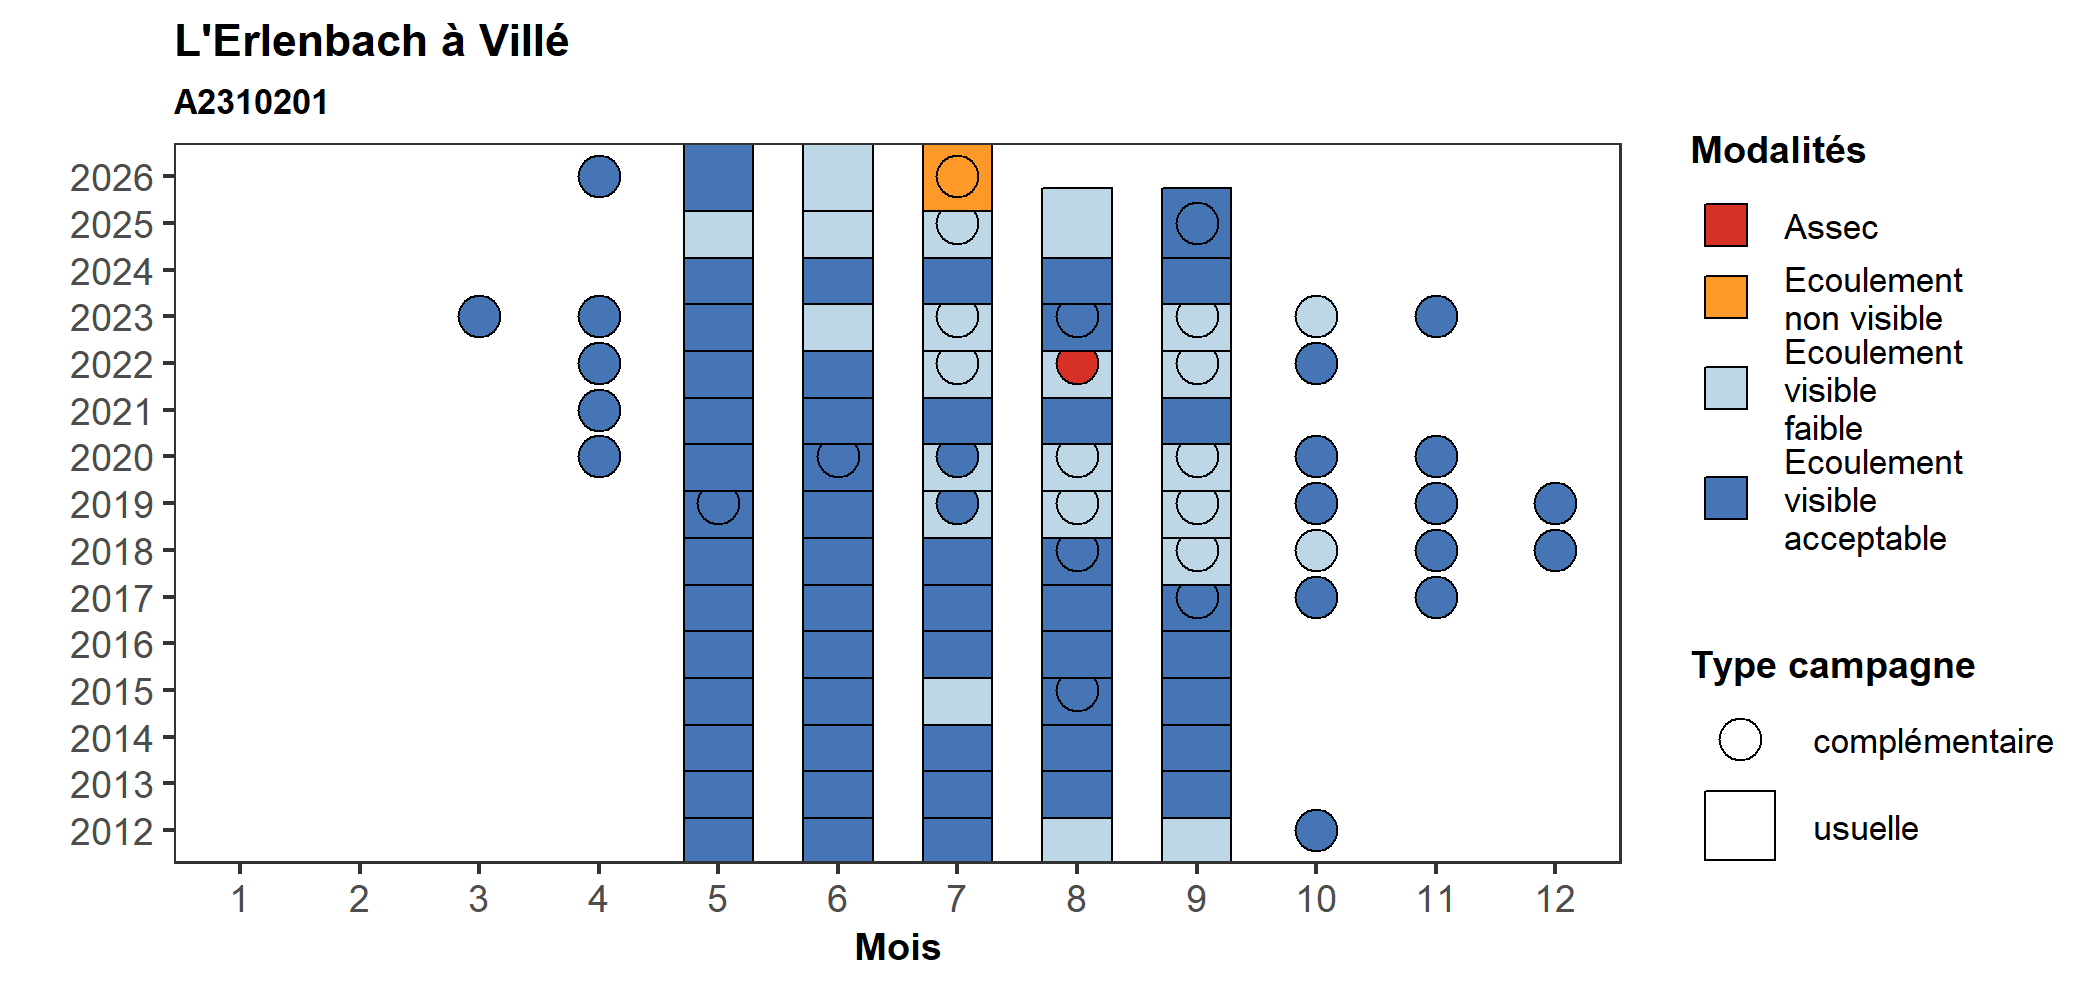 L'Erlenbach à Villé
A2310201
2026
2025
2024
2023
2022
2021
2020
2019
2018
2017
2016
2015
2014
2013
2012
1 2 3 4 5 6 7 8 9 10 11 12
Mois
Modalités
Assec
Ecoulement
non visible
Ecoulement
visible
faible
Ecoulement
visible
acceptable
Type campagne
complémentaire
usuelle